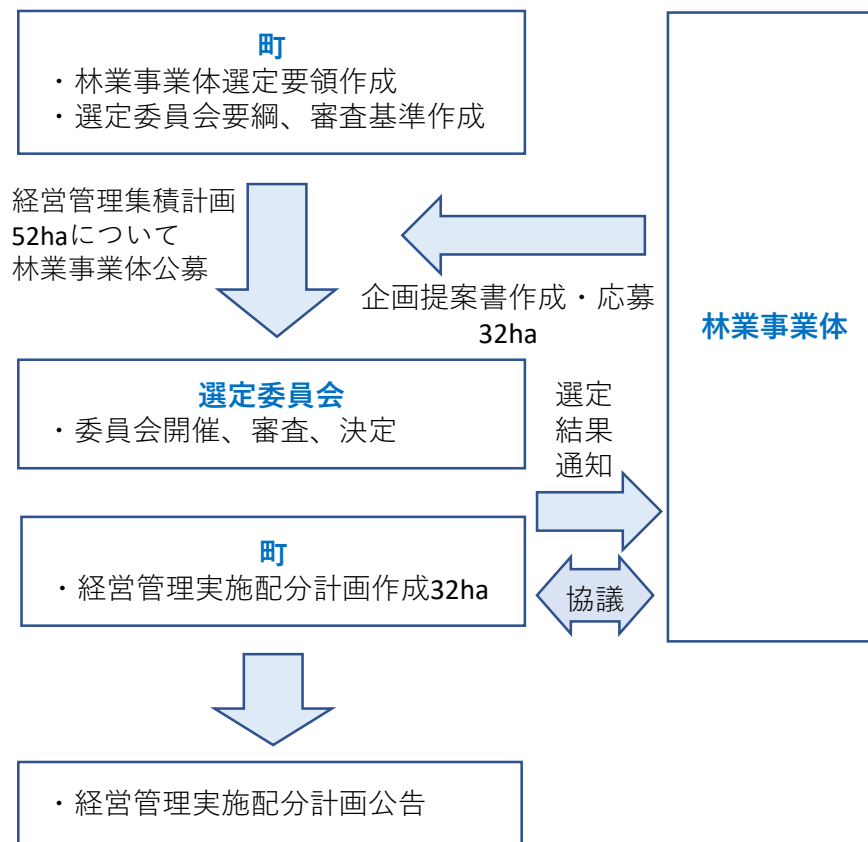 町
・林業事業体選定要領作成
・選定委員会要綱、審査基準作成
経営管理集積計画
52haについて
林業事業体公募
企画提案書作成・応募
32ha
林業事業体
選定委員会
・委員会開催、審査、決定
選定
結果
通知
町
・経営管理実施配分計画作成32ha
協議
・経営管理実施配分計画公告